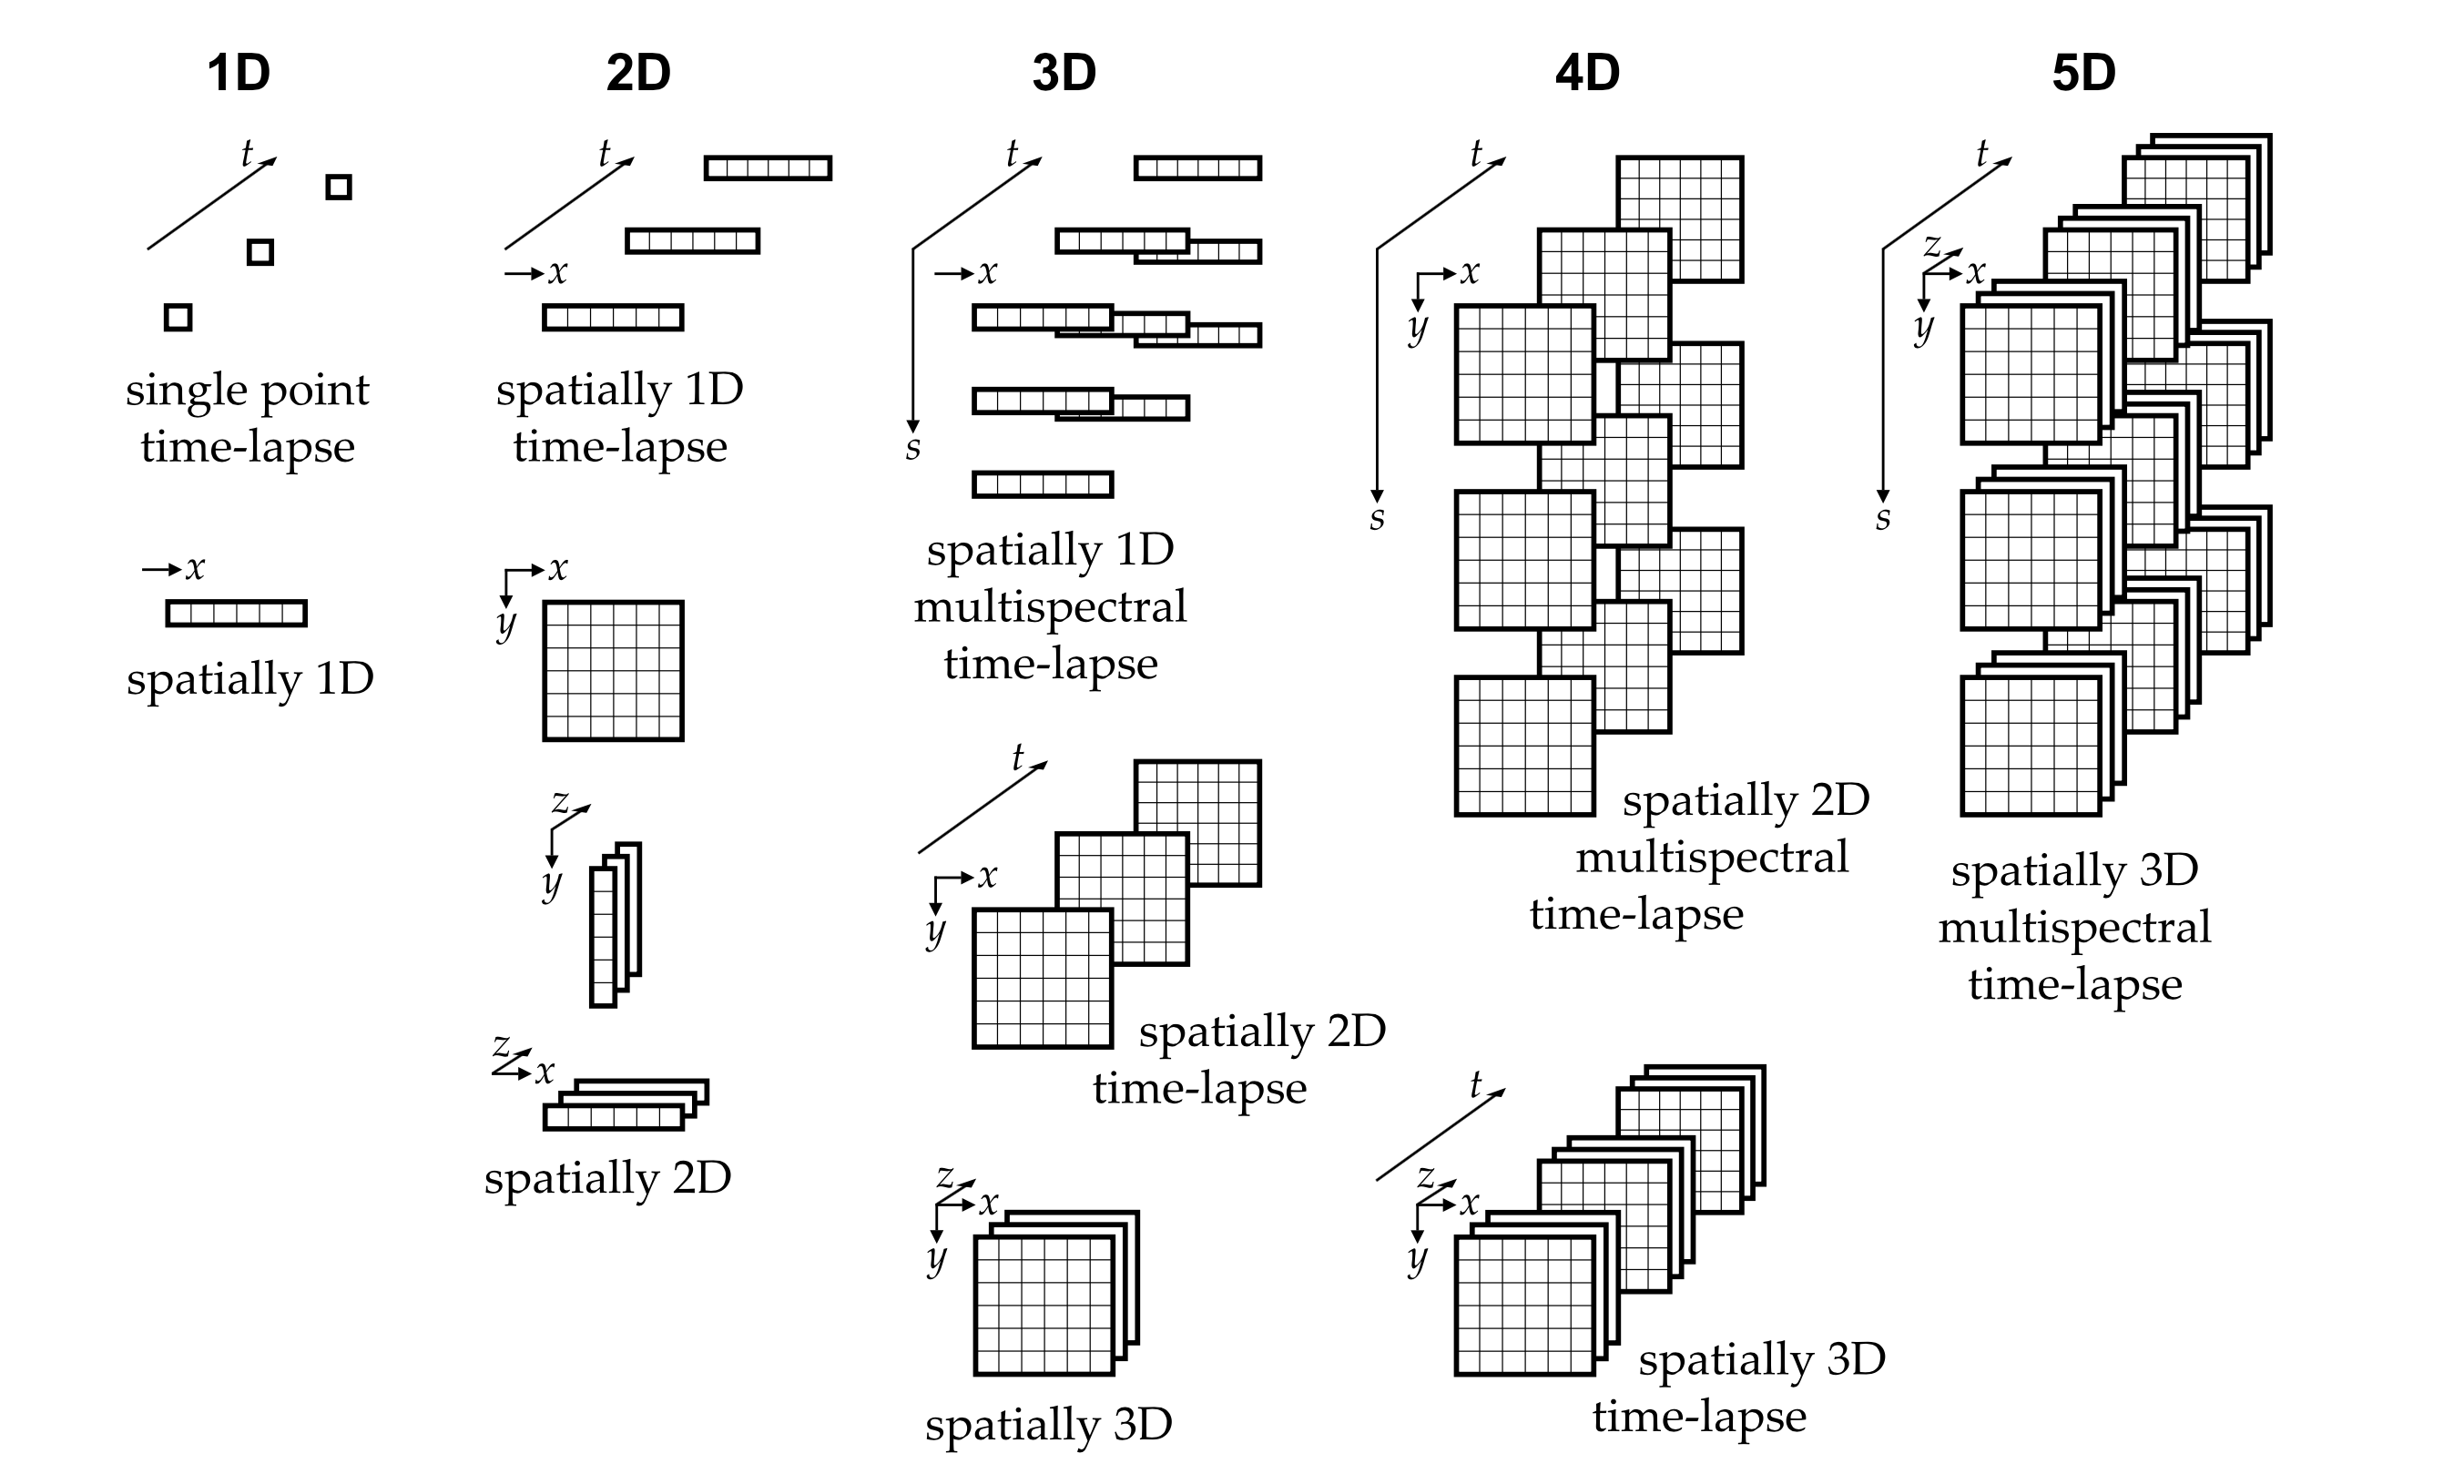 1D
t
single point
time-lapse
x
spatially 1D
2D
t
x
spatially 1D
time-lapse
x
y
z
y
z
x
spatially 2D
3D
t
x
s
spatially 1D
multispectral
time-lapse
t
x
y
spatially 2D
time-lapse
z
x
y
spatially 3D
4D
t
x
y
s
spatially 2D
multispectral
time-lapse
t
z
x
y
spatially 3D
time-lapse
5D
t
z
x
y
s
spatially 3D
multispectral
time-lapse